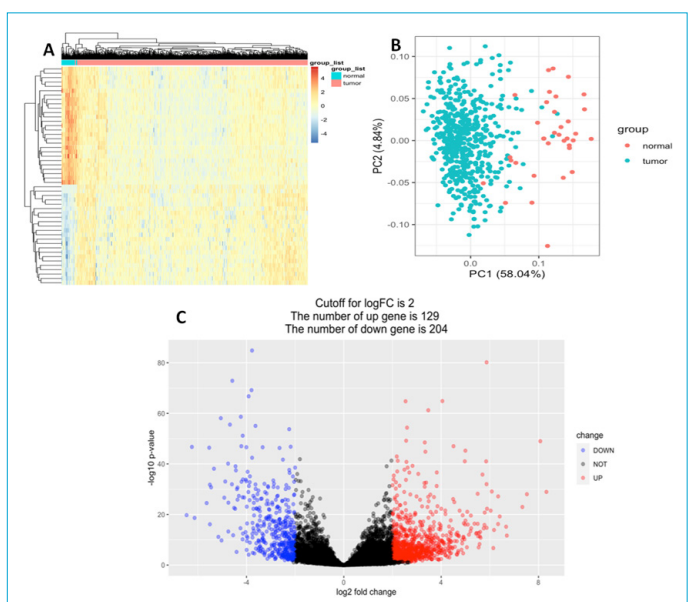 A
group_list
group_list
normal
tumor
4
2
0
-2
-4
B
0.10
0.05
0.00
-0.05
-0.10
PC2 (4.84%)
0.0
0.1
PC1 (58.04%)
group
normal
tumor
Cutoff for logFC is 2
The number of up gene is 129
The number of down gene is 204
C
80
60
40
20
0
-log10 p-value
-4
0
4
8
log2 fold change
change
DOWN
NOT
UP